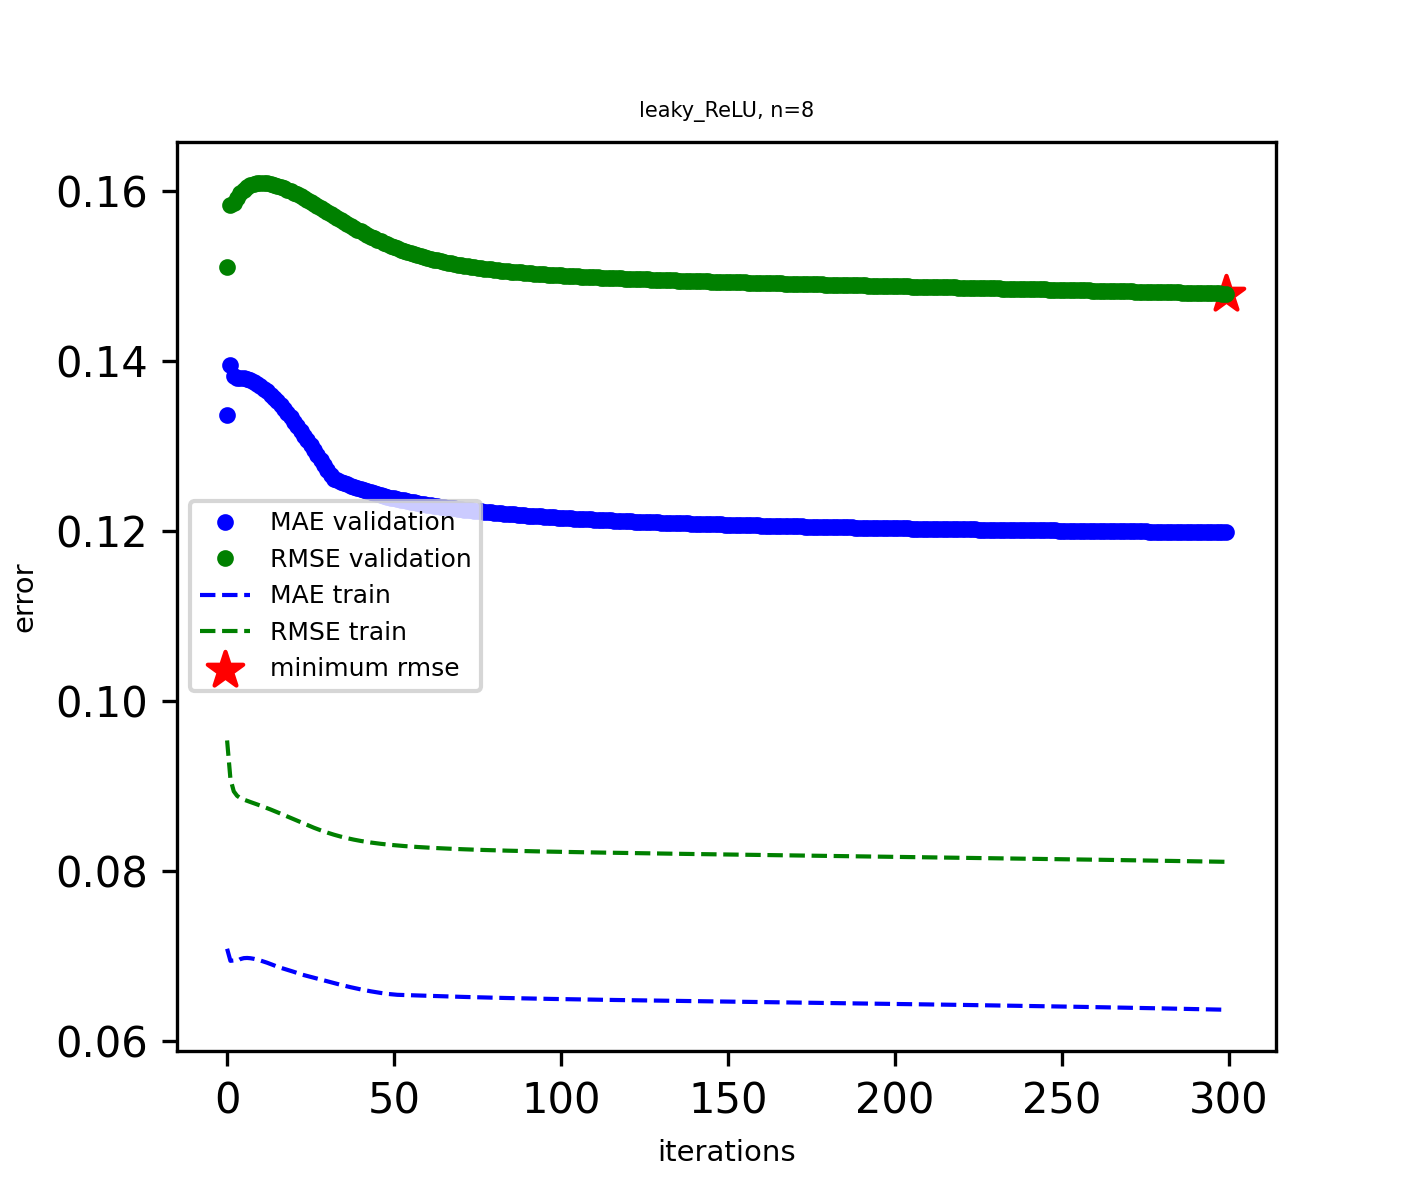 leaky_ReLU, n=8
0.16
0.14
0.12
0.10
0.08
0.06
error
MAE validation
RMSE validation
MAE train
RMSE train
minimum rmse
0 50 100 150 200 250 300
iterations